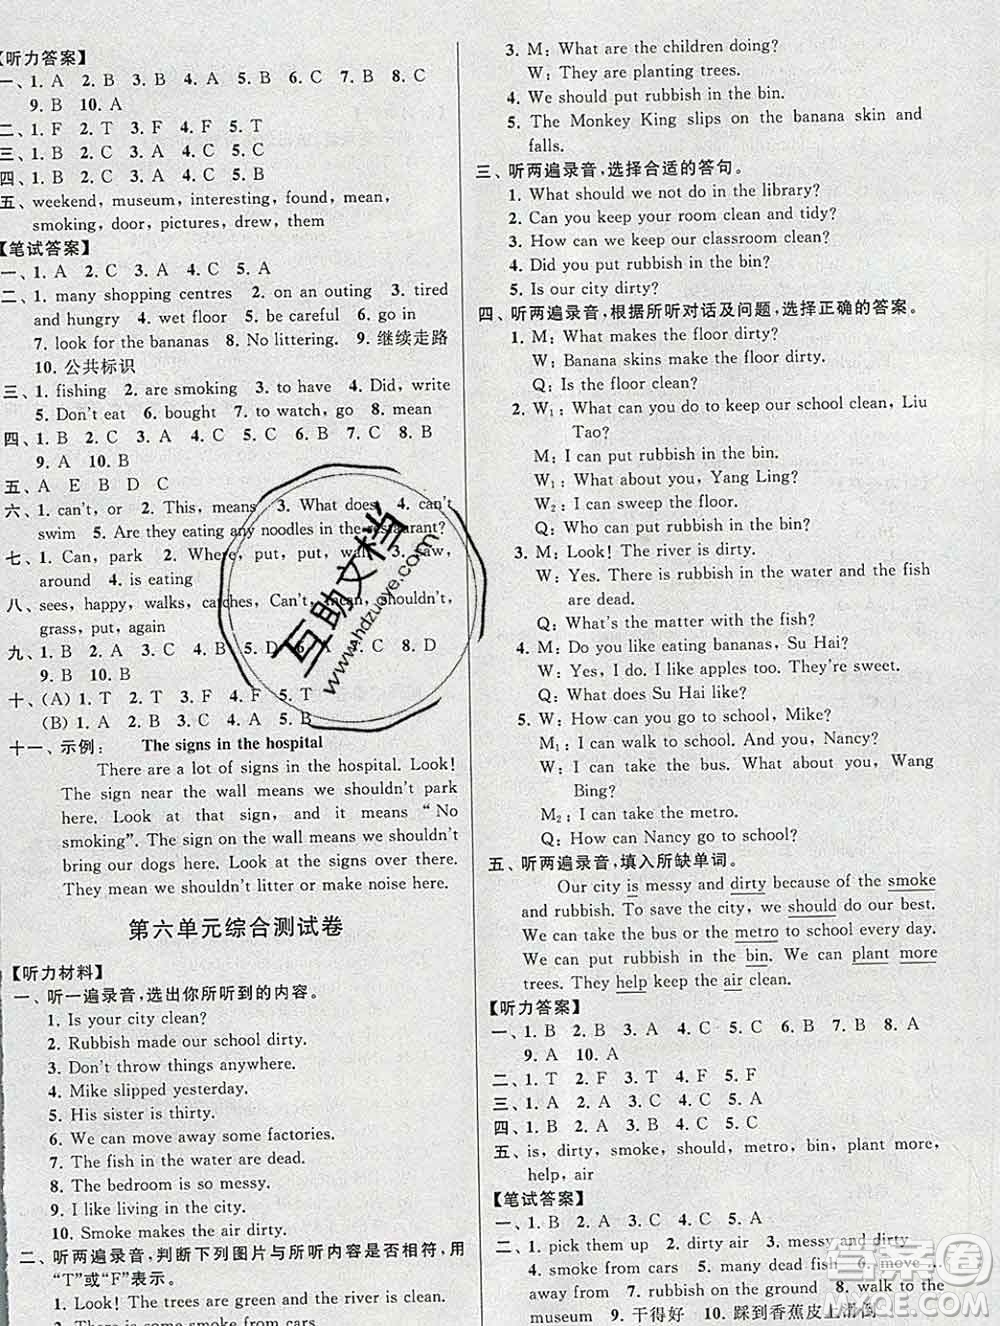 【听力答案】
一、1. A 2. B 3. B 4. A 5. B 6. B 7. B 8. C
9. B 10. A
二、1. F 2. T 3. F 4. F 5. T
三、1. C 2. B 3. A 4. B 5. C
四、1. B 2. A 3. A 4. B 5. A
五、weekend, museum, interesting, found, mean,
smoking, door, pictures, drew, them
【笔试答案】
一、1. A 2. C 3. A 4. C 5. A
二、1. many shopping centres 2. on an outing 3. tired
and hungry 4. wet floor 5. be careful 6. go in
7. look for the bananas 8. No littering. 9. 继续走路
10. 公共标识
三、1. fishing 2. are smoking 3. to have 4. Did, write
5. Don't eat 6. bought 7. to watch, go 8. mean
四、1. B 2. C 3. B 4. C 5. B 6. C 7. B 8. C
9. A 10. B
五、A E B D C
六、1. can't, or 2. This, means 3. What does 4. can't
swim 5. Are they eating any noodles in the restaurant?
七、1. Can, park 2. Where, put, put, wall 3. saw,
around 4. is eating
八、sees, happy, walks, catches, Can't, mean, shouldn't,
grass, put, again
九、1. B 2. A 3. C 4. B 5. D 6. C 7. C 8. D
9. B 10. B
十、(A) 1. T 2. T 3. F 4. F 5. T
(B) 1. A 2. B 3. C 4. A 5. B
十一、示例: The signs in the hospital
There are a lot of signs in the hospital. Look!
The sign near the wall means we shouldn't park
here. Look at that sign, and it means “No
smoking”. The sign on the wall means we shouldn't
bring our dogs here. Look at the signs over there.
They mean we shouldn't litter or make noise here.
第六单元综合测试卷
【听力材料】
一、听一遍录音,选出你所听到的内容。
1. Is your city clean?
2. Rubbish made our school dirty.
3. Don't throw things anywhere.
4. Mike slipped yesterday.
5. His sister is thirty.
6. We can move away some factories.
7. The fish in the water are dead.
8. The bedroom is so messy.
9. I like living in the city.
10. Smoke makes the air dirty.
二、听两遍录音,判断下列图片与所听内容是否相符,用
“T”或“F”表示。
1. Look! The trees are green and the river is clean.
3. M: What are the children doing?
W: They are planting trees.
4. We should put rubbish in the bin.
5. The Monkey King slips on the banana skin and
falls.
三、听两遍录音,选择合适的答句。
1. What should we not do in the library?
2. Can you keep your room clean and tidy?
3. How can we keep our classroom clean?
4. Did you put rubbish in the bin?
5. Is our city dirty?
四、听两遍录音,根据所听对话及问题,选择正确的答案。
1. M: What makes the floor dirty?
W: Banana skins make the floor dirty.
Q: Is the floor clean?
2. W₁: What can you do to keep our school clean, Liu
Tao?
M: I can put rubbish in the bin.
W₁: What about you, Yang Ling?
W₂: I can sweep the floor.
Q: Who can put rubbish in the bin?
3. M: Look! The river is dirty.
W: Yes. There is rubbish in the water and the fish
are dead.
Q: What's the matter with the fish?
4. M: Do you like eating bananas, Su Hai?
W: Yes, I do. I like apples too. They're sweet.
Q: What does Su Hai like?
5. W: How can you go to school, Mike?
M₁: I can walk to school. And you, Nancy?
W: I can take the bus. What about you, Wang
Bing?
M₂: I can take the metro.
Q: How can Nancy go to school?
五、听两遍录音,填入所缺单词。
Our city is messy and dirty because of the smoke
and rubbish. To save the city, we should do our best.
We can take the bus or the metro to school every day.
We can put rubbish in the bin. We can plant more
trees. They help keep the air clean.
【听力答案】
一、1. B 2. B 3. A 4. C 5. A 6. B 7. B 8. A
9. A 10. A
二、1. T 2. F 3. T 4. F 5. F
三、1. C 2. B 3. B 4. A 5. C
四、1. B 2. A 3. A 4. C 5. B
五、is, dirty, smoke, should, metro, bin, plant more,
help, air
【笔试答案】
一、1. B 2. A 3. C 4. C 5. A
二、1. pick them up 2. dirty air 3. messy and dirty
4. smoke from cars 5. many dead fish 6. move ...
away from 7. rubbish on the ground 8. walk to the
museum 9. 干得好 10. 踩到香蕉皮上滑倒
互助文档
www.hdzuoye.com
答案卷